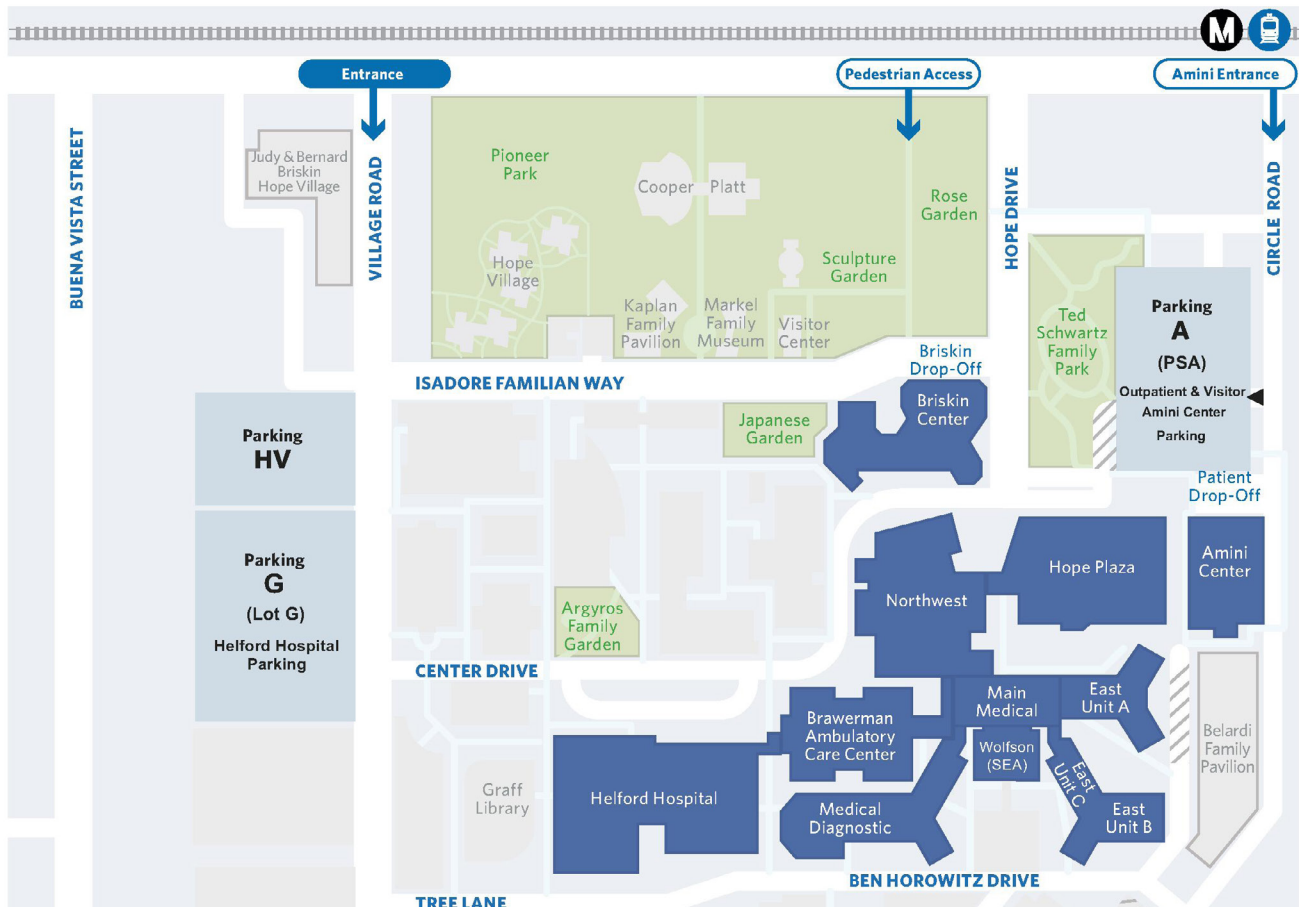 M
Entrance
Pedestrian Access
Amini Entrance
BUENA VISTA STREET
Judy & Bernard
Briskin
Hope Village
VILLAGE ROAD
Pioneer
Park
Cooper
Platt
Rose
Garden
HOPE DRIVE
CIRCLE ROAD
Hope
Village
Sculpture
Garden
Kaplan
Family
Pavilion
Markel
Family
Museum
Visitor
Center
Ted
Schwartz
Family
Park
Parking
A
(PSA)
Outpatient & Visitor
Amini Center
Parking
Briskin
Drop-Off
ISADORE FAMILIAN WAY
Briskin
Center
Japanese
Garden
Parking
HV
Patient
Drop-Off
Parking
G
(Lot G)
Helford Hospital
Parking
Hope Plaza
Amini
Center
Northwest
Argyros
Family
Garden
CENTER DRIVE
Main
Medical
East
Unit A
Brawerman
Ambulatory
Care Center
Wolfson
(SEA)
Belardi
Family
Pavilion
East
Unit C
Graff
Library
Helford Hospital
Medical
Diagnostic
East
Unit B
BEN HOROWITZ DRIVE
TREE LANE